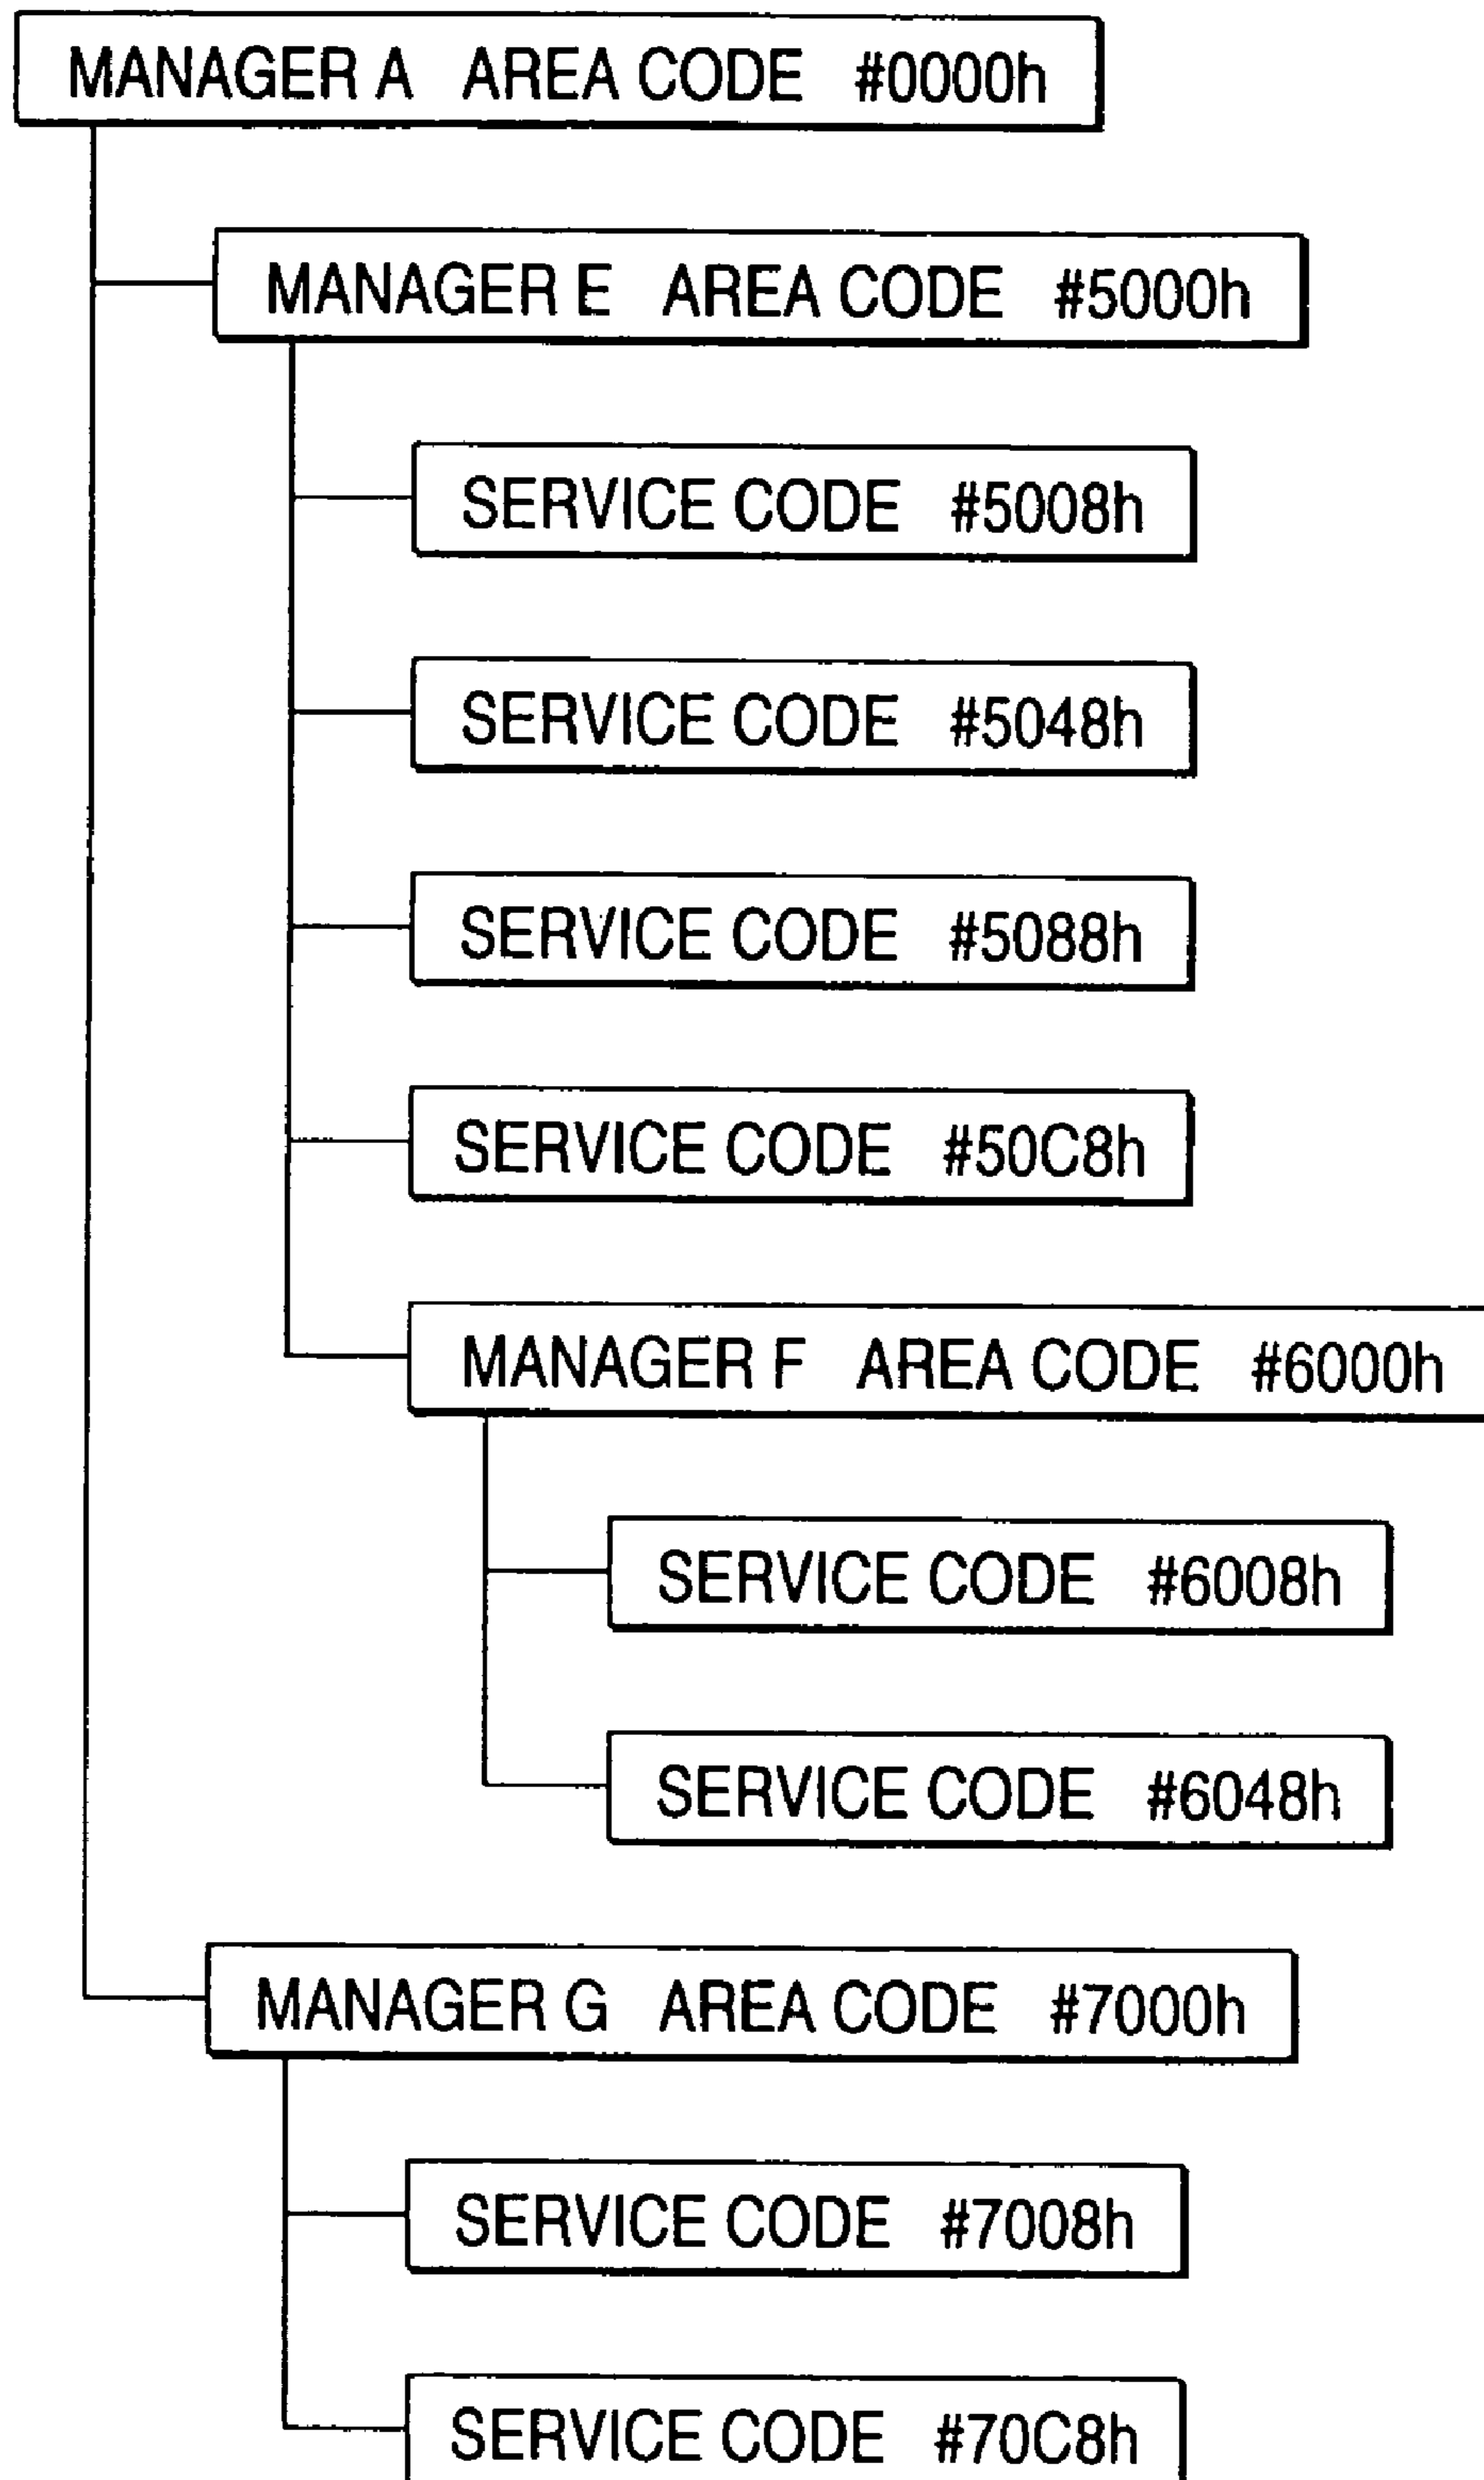 MANAGER A AREA CODE #0000h
MANAGER E AREA CODE #5000h
SERVICE CODE #5008h
SERVICE CODE #5048h
SERVICE CODE #5088h
SERVICE CODE #50C8h
MANAGER F AREA CODE #6000h
SERVICE CODE #6008h
SERVICE CODE #6048h
MANAGER G AREA CODE #7000h
SERVICE CODE #7008h
SERVICE CODE #70C8h